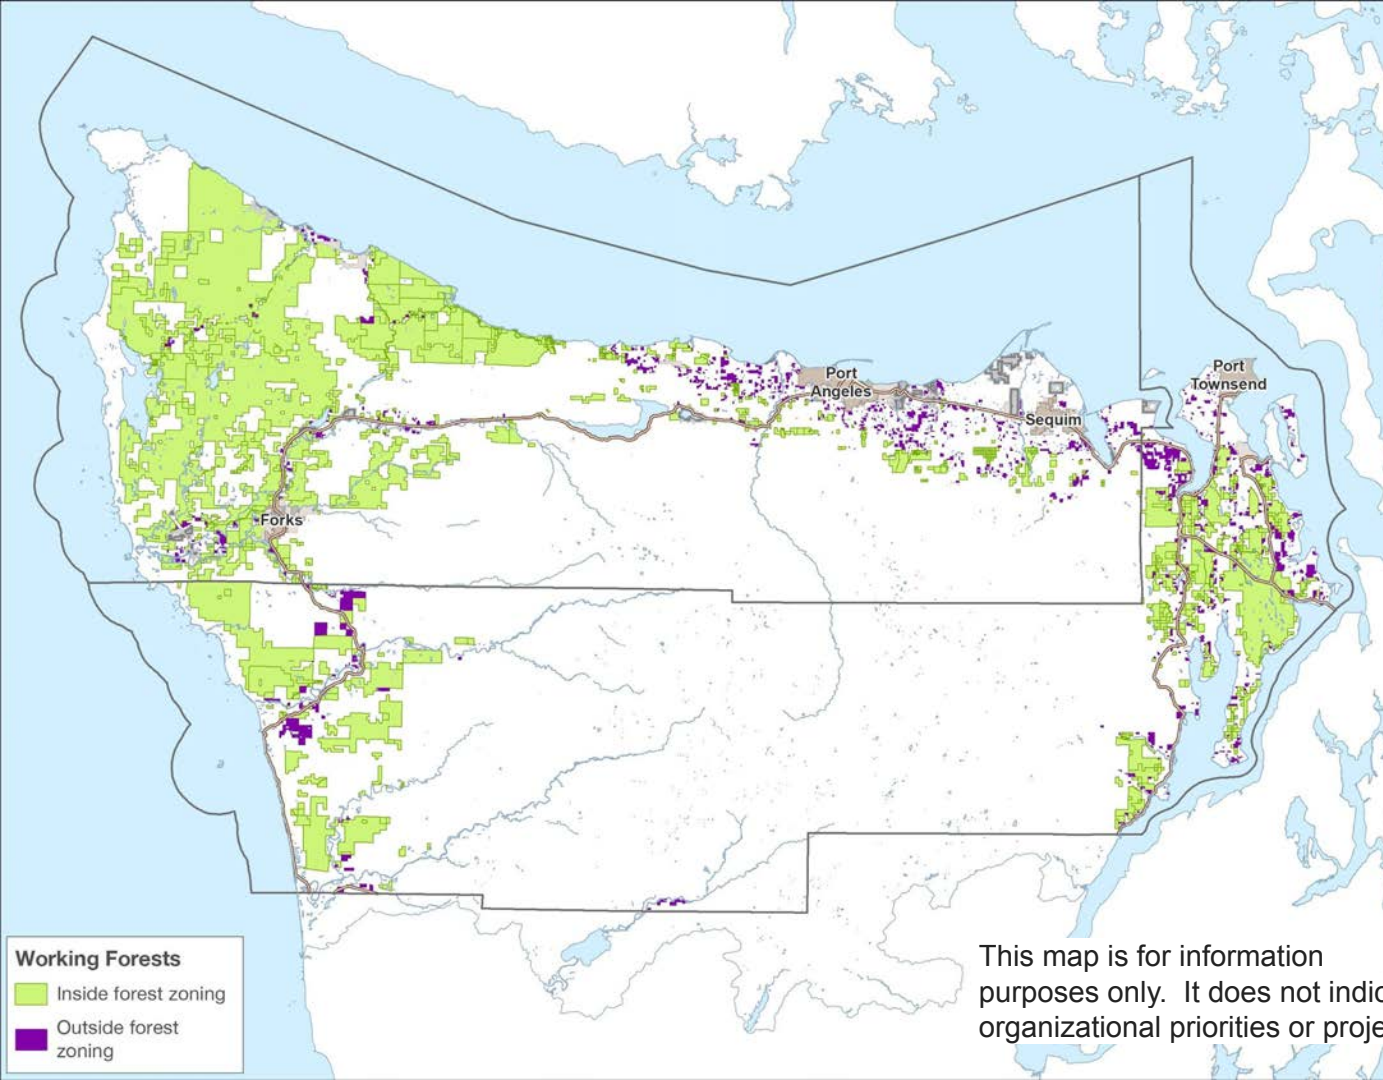 Port
Angeles
Port
Townsend
Sequim
Forks
Working Forests
Inside forest zoning
Outside forest
zoning
This map is for information
purposes only.  It does not indic
organizational priorities or proje